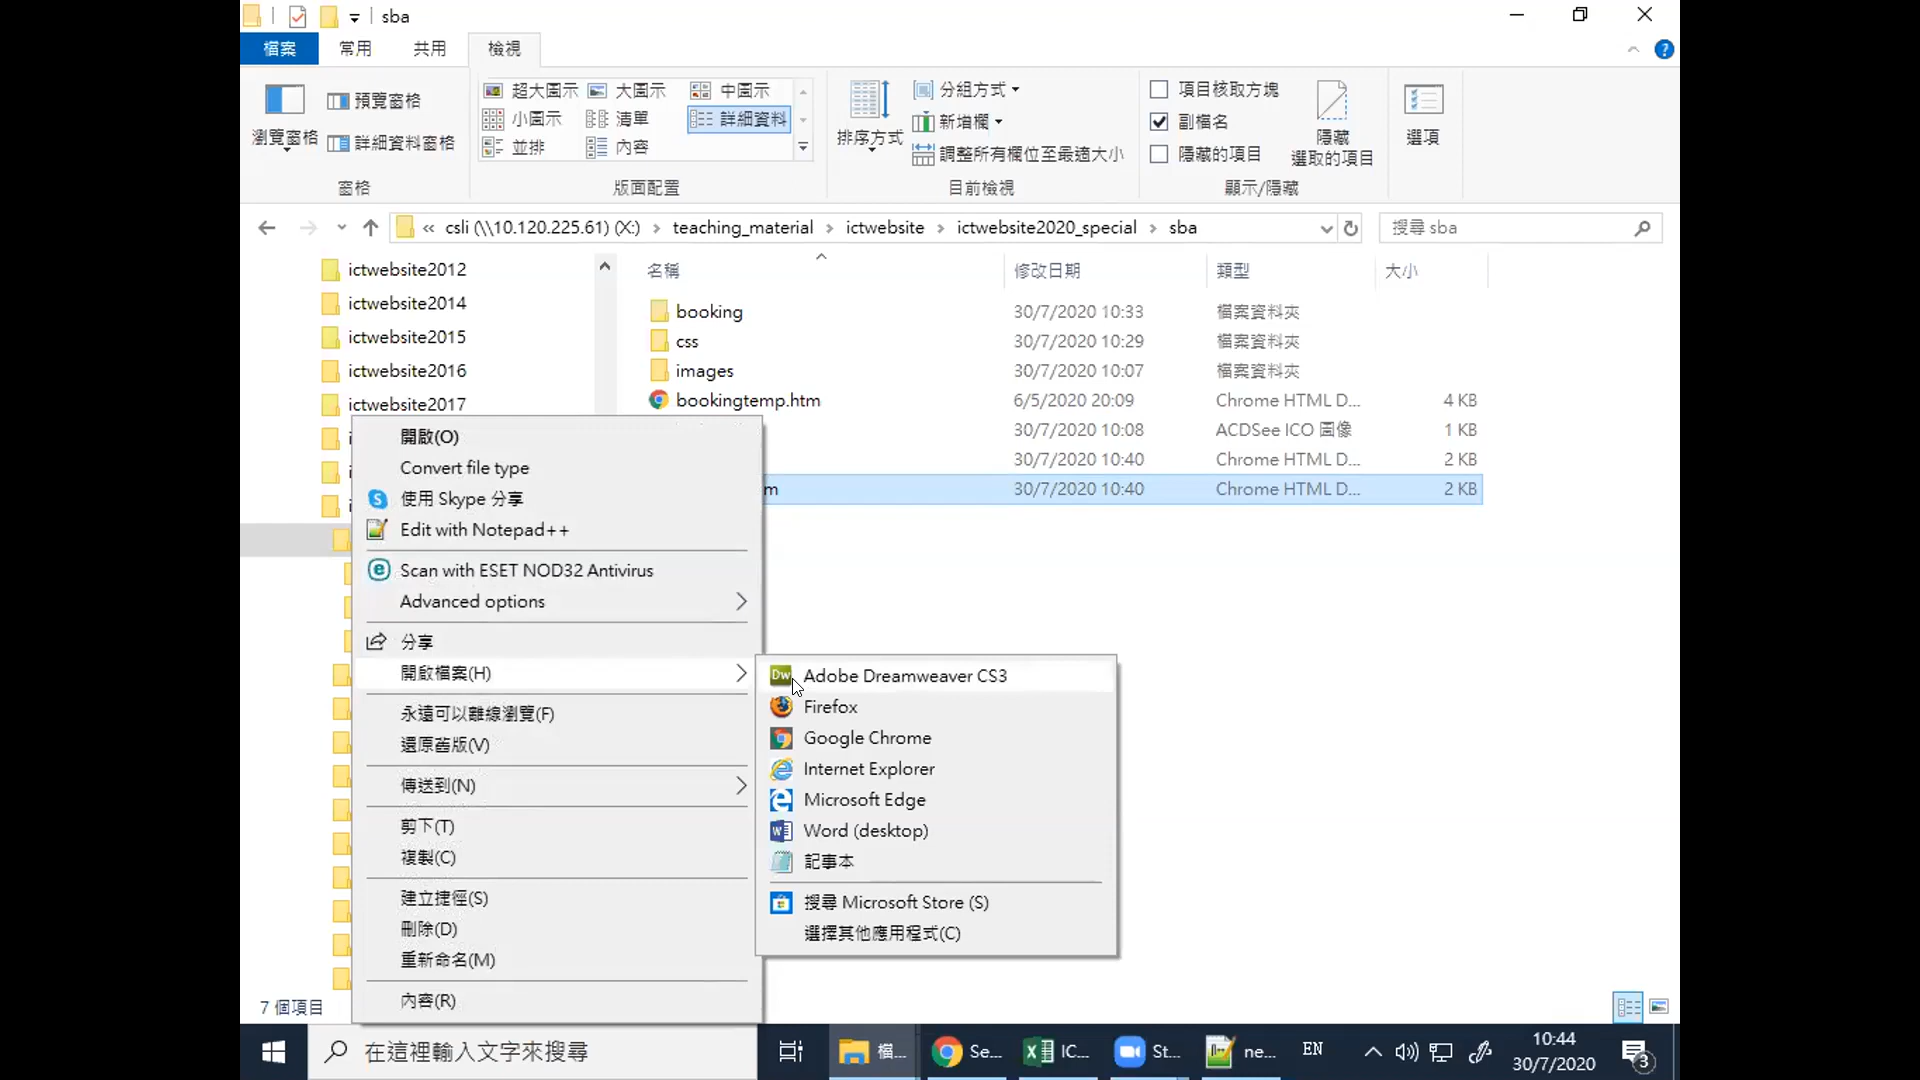 sba
檔案 常用 共用 檢視
瀏覽窗格
預覽窗格
詳細資料窗格
窗格
超大圖示 大圖示 中圖示
小圖示 清單 詳細資料
並排 內容
版面配置
排序方式
分組方式
新增欄
調整所有欄位至最適大小
目前檢視
項目核取方塊
副檔名
隱藏的項目
隱藏
選取的項目
顯示/隱藏
選項
« csli (\\10.120.225.61) (X:) › teaching_material › ictwebsite › ictwebsite2020_special › sba
搜尋 sba
ictwebsite2012
ictwebsite2014
ictwebsite2015
ictwebsite2016
ictwebsite2017
名稱 修改日期 類型 大小
booking 30/7/2020 10:33 檔案資料夾
css 30/7/2020 10:29 檔案資料夾
images 30/7/2020 10:07 檔案資料夾
bookingtemp.htm 6/5/2020 20:09 Chrome HTML D... 4 KB
30/7/2020 10:08 ACDSee ICO 圖像 1 KB
30/7/2020 10:40 Chrome HTML D... 2 KB
m 30/7/2020 10:40 Chrome HTML D... 2 KB
開啟(O)
Convert file type
使用 Skype 分享
Edit with Notepad++
Scan with ESET NOD32 Antivirus
Advanced options
分享
開啟檔案(H)
永遠可以離線瀏覽(F)
還原舊版(V)
傳送到(N)
剪下(T)
複製(C)
建立捷徑(S)
刪除(D)
重新命名(M)
內容(R)
Adobe Dreamweaver CS3
Firefox
Google Chrome
Internet Explorer
Microsoft Edge
Word (desktop)
記事本
搜尋 Microsoft Store (S)
選擇其他應用程式(C)
7 個項目
在這裡輸入文字來搜尋
檔... Se... IC... St... ne... EN
10:44
30/7/2020
3